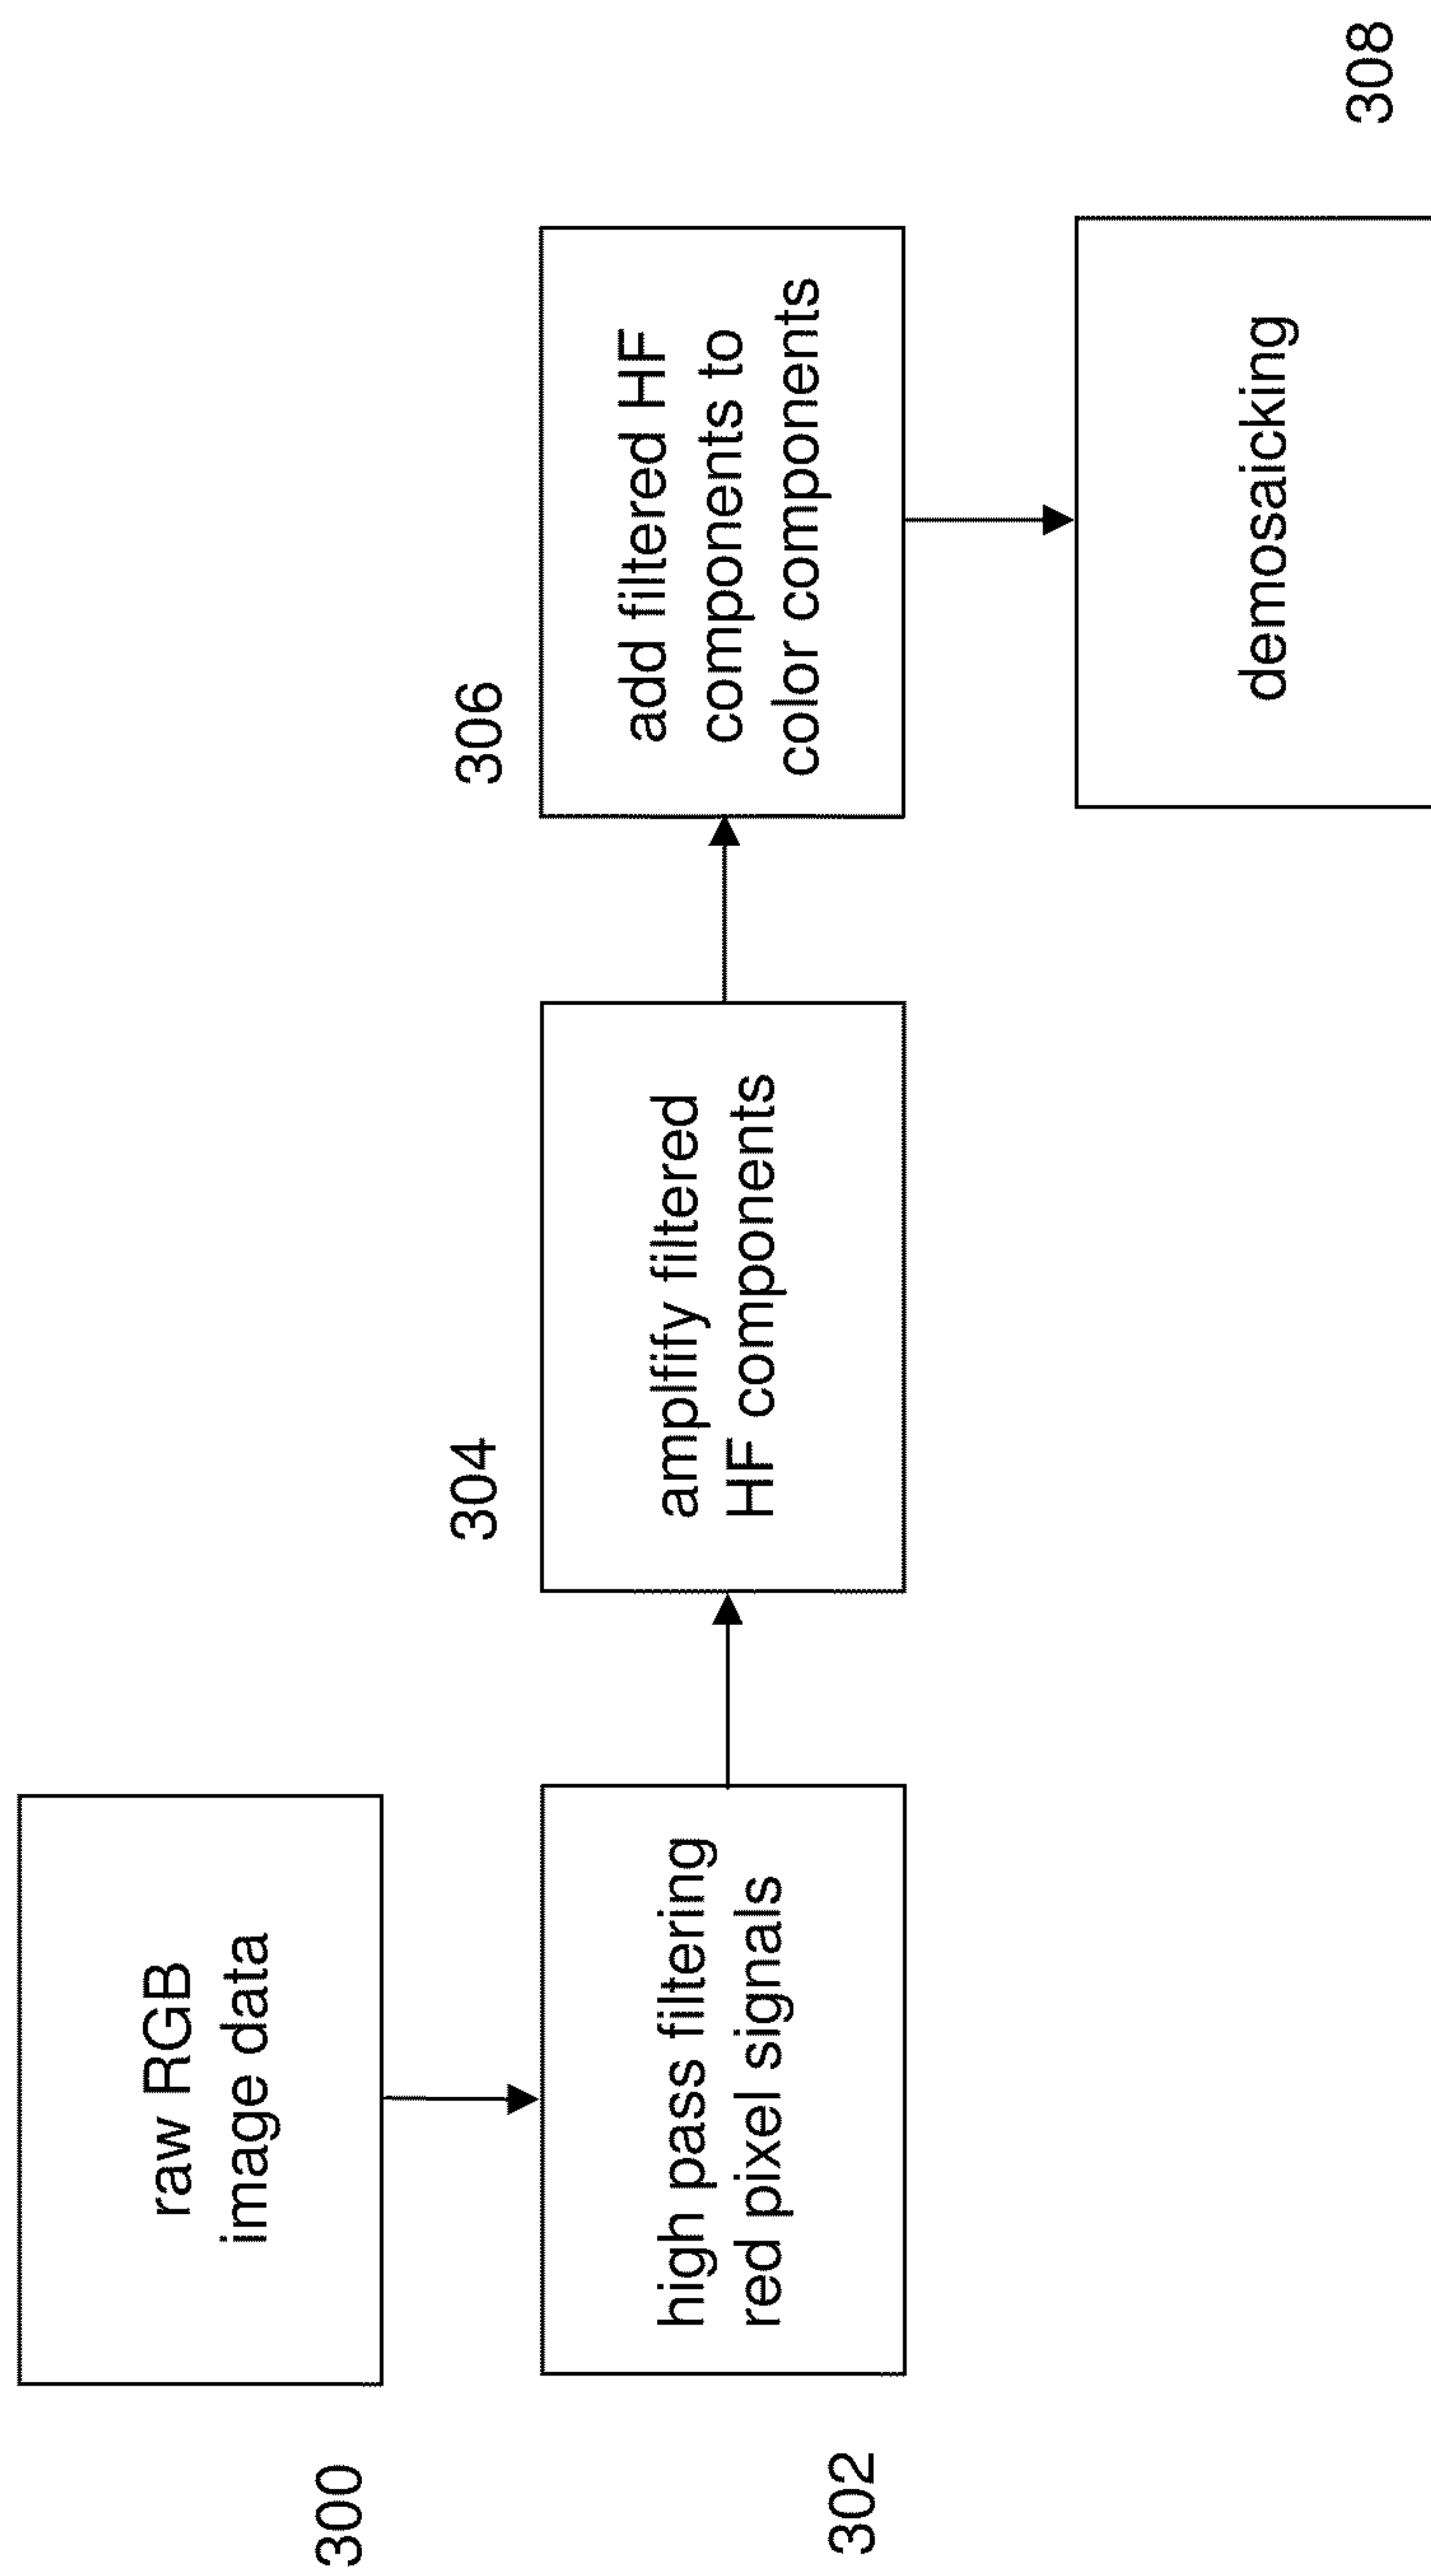 300
raw RGB
image data
302
high pass filtering
red pixel signals
304
amplfify filtered
HF components
306
add filtered HF
components to
color components
308
demosaicking